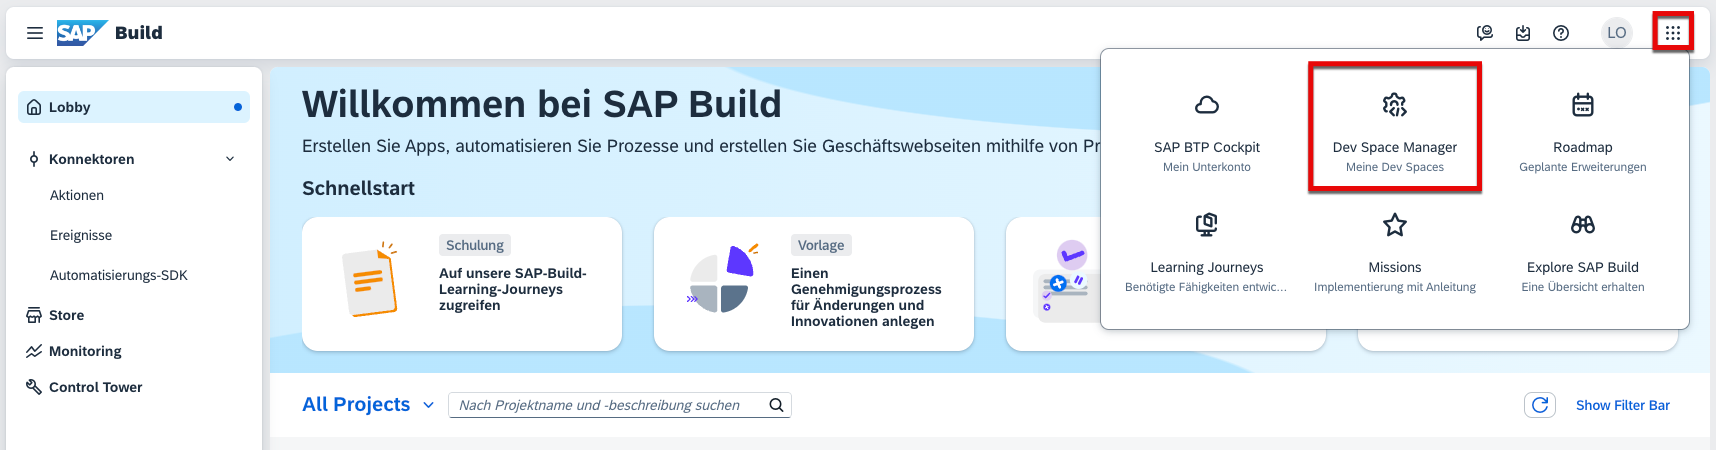 SAP Build
LO
Lobby
Konnektoren
Aktionen
Ereignisse
Automatisierungs-SDK
Store
Monitoring
Control Tower
Willkommen bei SAP Build
Erstellen Sie Apps, automatisieren Sie Prozesse und erstellen Sie Geschäftswebseiten mithilfe von Pr
Schnellstart
Schulung
Auf unsere SAP-Build-
Learning-Journeys
zugreifen
Vorlage
Einen
Genehmigungsprozess
für Änderungen und
Innovationen anlegen
SAP BTP Cockpit
Mein Unterkonto
Dev Space Manager
Meine Dev Spaces
Roadmap
Geplante Erweiterungen
Learning Journeys
Benötigte Fähigkeiten entwic...
Missions
Implementierung mit Anleitung
Explore SAP Build
Eine Übersicht erhalten
All Projects
Nach Projektname und -beschreibung suchen
Show Filter Bar